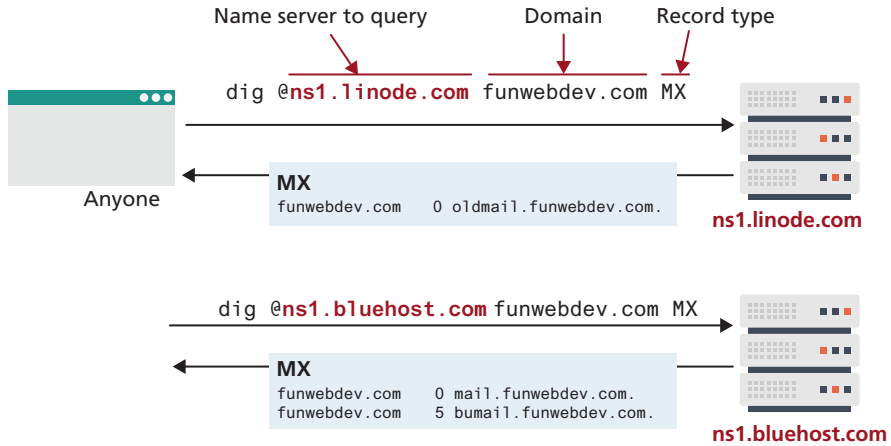 Name server to query Domain Record type
dig @ns1.linode.com funwebdev.com MX
Anyone
MX
funwebdev.com 0 oldmail.funwebdev.com.
ns1.linode.com
dig @ns1.bluehost.com funwebdev.com MX
MX
funwebdev.com 0 mail.funwebdev.com.
funwebdev.com 5 bumail.funwebdev.com.
ns1.bluehost.com